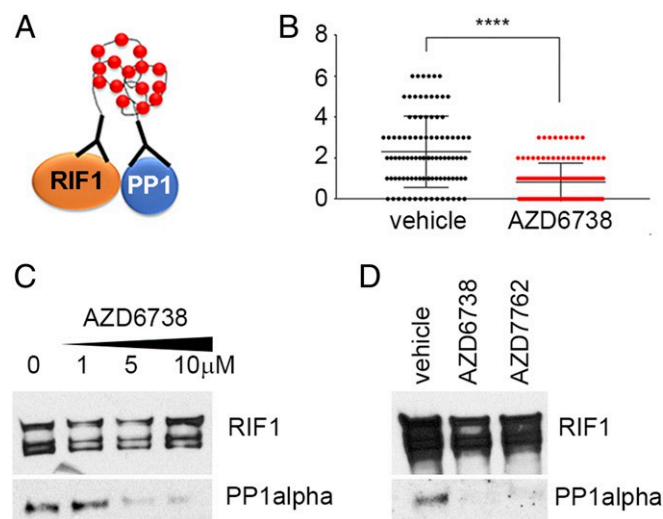 A
RIF1
PP1
B
****
8
6
4
2
0
vehicle
AZD6738
C
AZD6738
0 1 5 10μM
RIF1
PP1alpha
D
vehicle
AZD6738
AZD7762
RIF1
PP1alpha